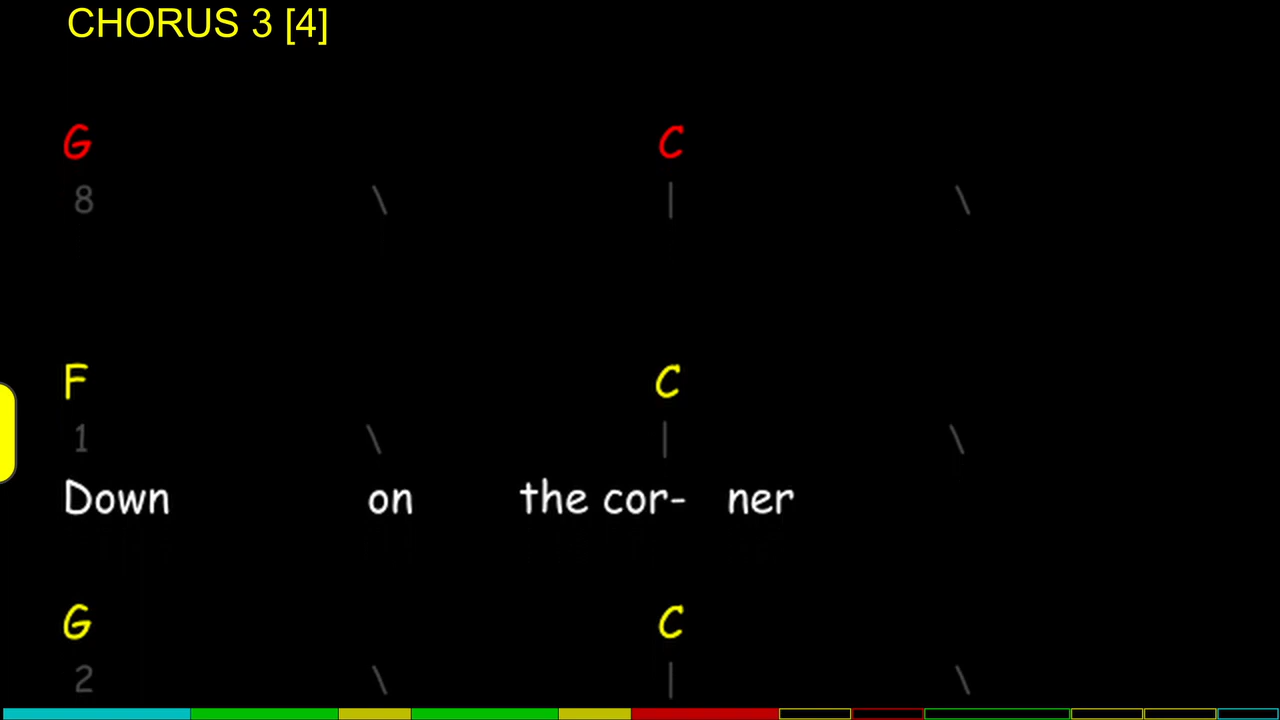 CHORUS 3 [4]
G C
8 \ | \
F C
1 \ | \
Down on the cor- ner
G C
2 \ | \